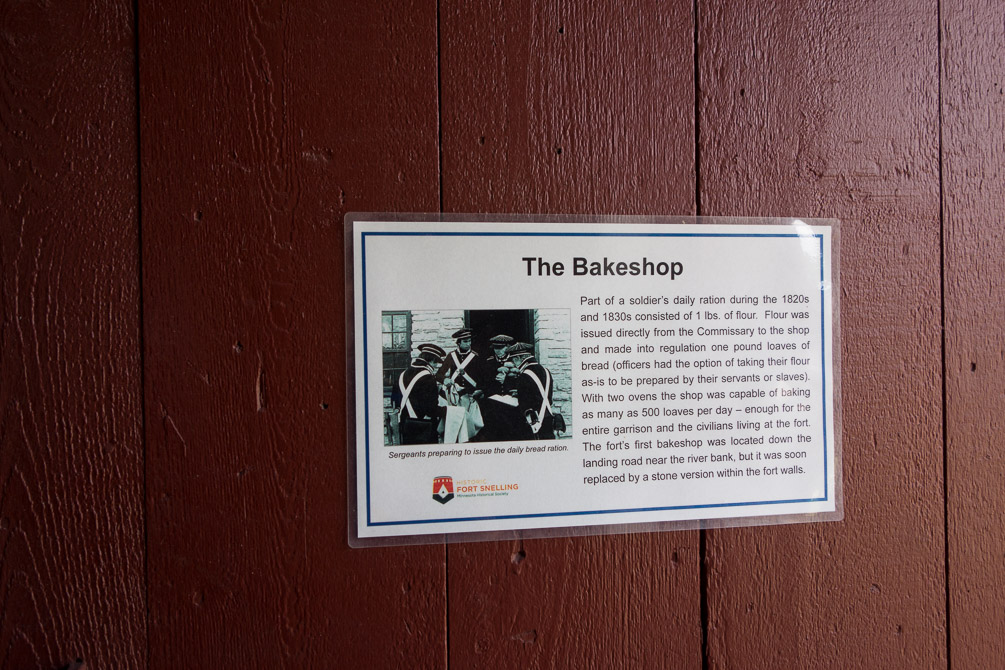 The Bakeshop
Part of a soldier's daily ration during the 1820s
and 1830s consisted of 1 lbs. of flour. Flour was
issued directly from the Commissary to the shop
and made into regulation one pound loaves of
bread (officers had the option of taking their flour
as-is to be prepared by their servants or slaves).
With two ovens the shop was capable of baking
as many as 500 loaves per day – enough for the
entire garrison and the civilians living at the fort.
The fort's first bakeshop was located down the
landing road near the river bank, but it was soon
replaced by a stone version within the fort walls.
Sergeants preparing to issue the daily bread ration.
HISTORIC
FORT SNELLING
Minnesota Historical Society